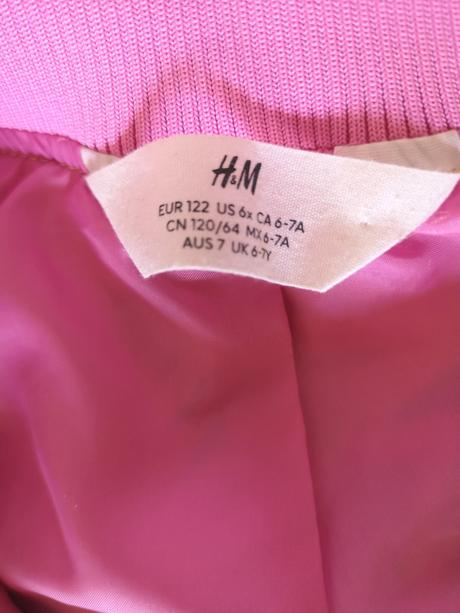 H&M
EUR 122 US 6x CA 6-7A
CN 120/64 MX 6-7A
AUS 7 UK 6-7Y